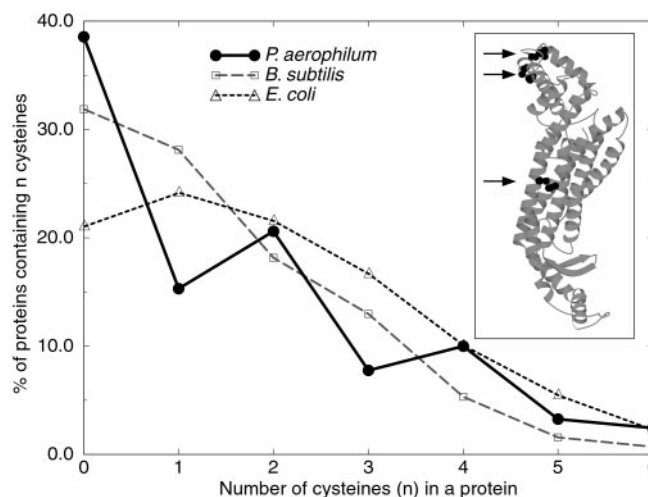 40.0
30.0
20.0
10.0
0.0
% of proteins containing n cysteines
P. aerophilum
B. subtilis
E. coli
0 1 2 3 4 5
Number of cysteines (n) in a protein